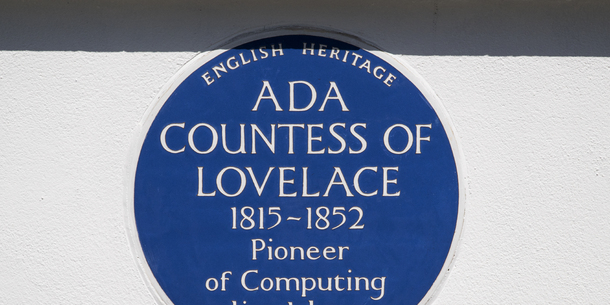 ENGLISH HERITAGE
ADA
COUNTESS OF
LOVELACE
1815–1852
Pioneer
of Computing